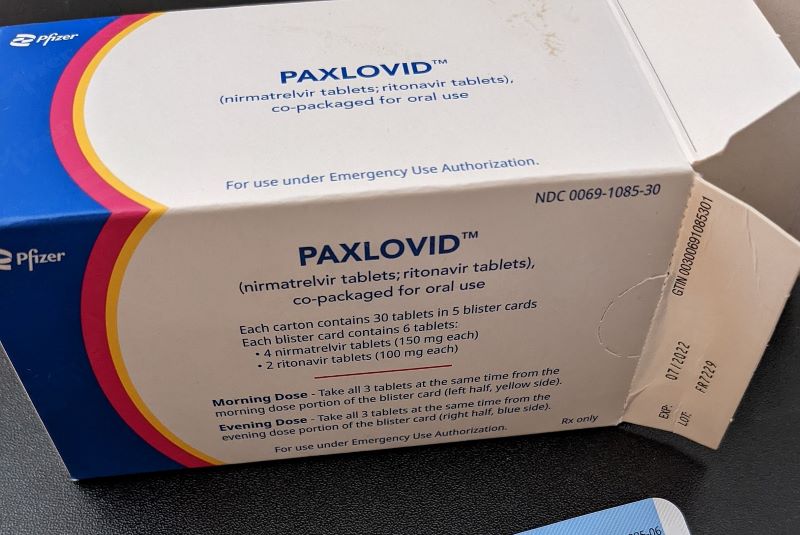 Pfizer
PAXLOVID™
(nirmatrelvir tablets; ritonavir tablets),
co-packaged for oral use
For use under Emergency Use Authorization.
NDC 0069-1085-30
Pfizer
PAXLOVID™
(nirmatrelvir tablets; ritonavir tablets),
co-packaged for oral use
Each carton contains 30 tablets in 5 blister cards
Each blister card contains 6 tablets:
• 4 nirmatrelvir tablets (150 mg each)
• 2 ritonavir tablets (100 mg each)
Morning Dose - Take all 3 tablets at the same time from the
morning dose portion of the blister card (left half, yellow side).
Evening Dose - Take all 3 tablets at the same time from the
evening dose portion of the blister card (right half, blue side).
For use under Emergency Use Authorization.
Rx only
GTIN 00300691085301
EXP: 07/2022
LOT: FR7229